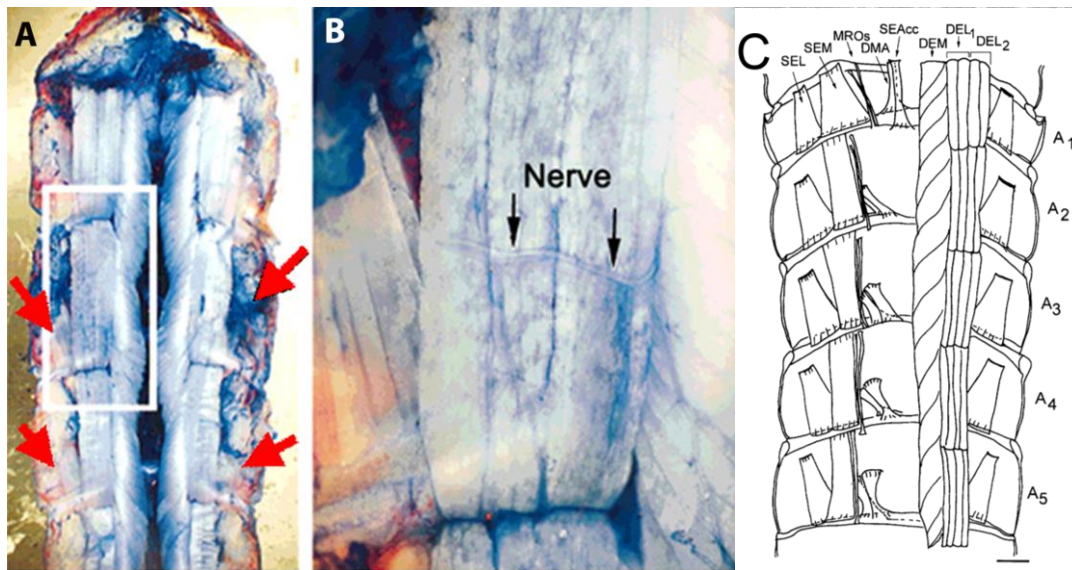 A
B
Nerve
C
SEL
SEM
MROs
DMA
SEAcc
DEM
DEL1
DEL2
A1
A2
A3
A4
A5